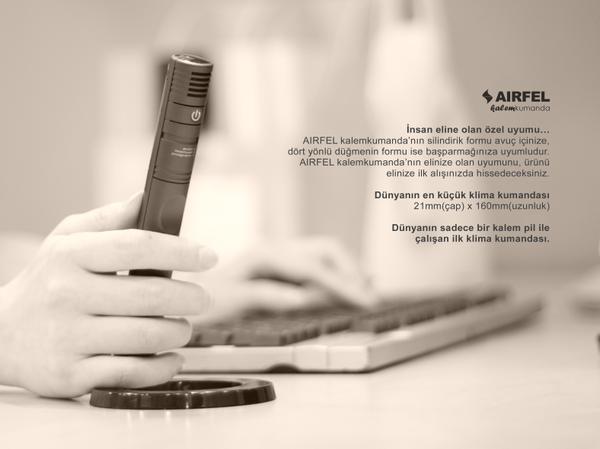 AIRFEL
kalemkumanda
İnsan eline olan özel uyumu...
AIRFEL kalemkumanda'nın silindirik formu avuç içinize,
dört yönlü düğmenin formu ise başparmağınıza uyumludur.
AIRFEL kalemkumanda'nın elinize olan uyumunu, ürünü
elinize ilk alışınızda hissedeceksiniz.
Dünyanın en küçük klima kumandası
21mm(çap) x 160mm(uzunluk)
Dünyanın sadece bir kalem pil ile
çalışan ilk klima kumandası.